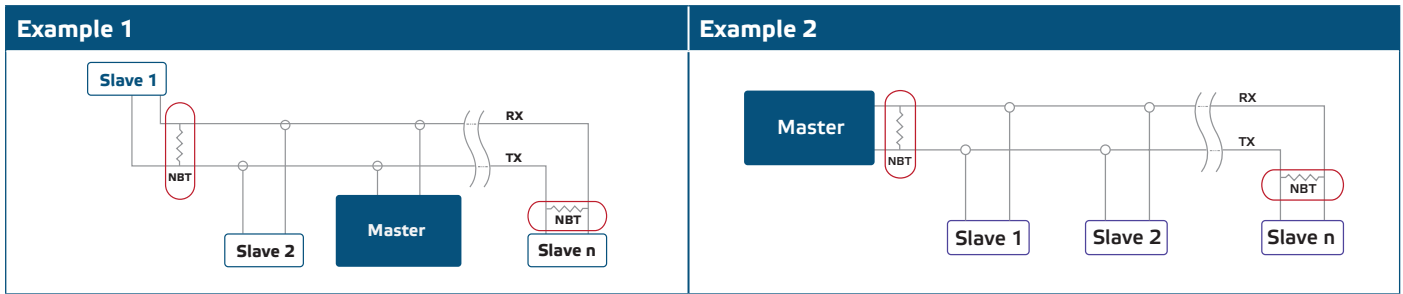 Example 1
Slave 1
RX
TX
NBT
NBT
Master
Slave 2
Slave n
Example 2
Master
RX
TX
NBT
NBT
Slave 1
Slave 2
Slave n